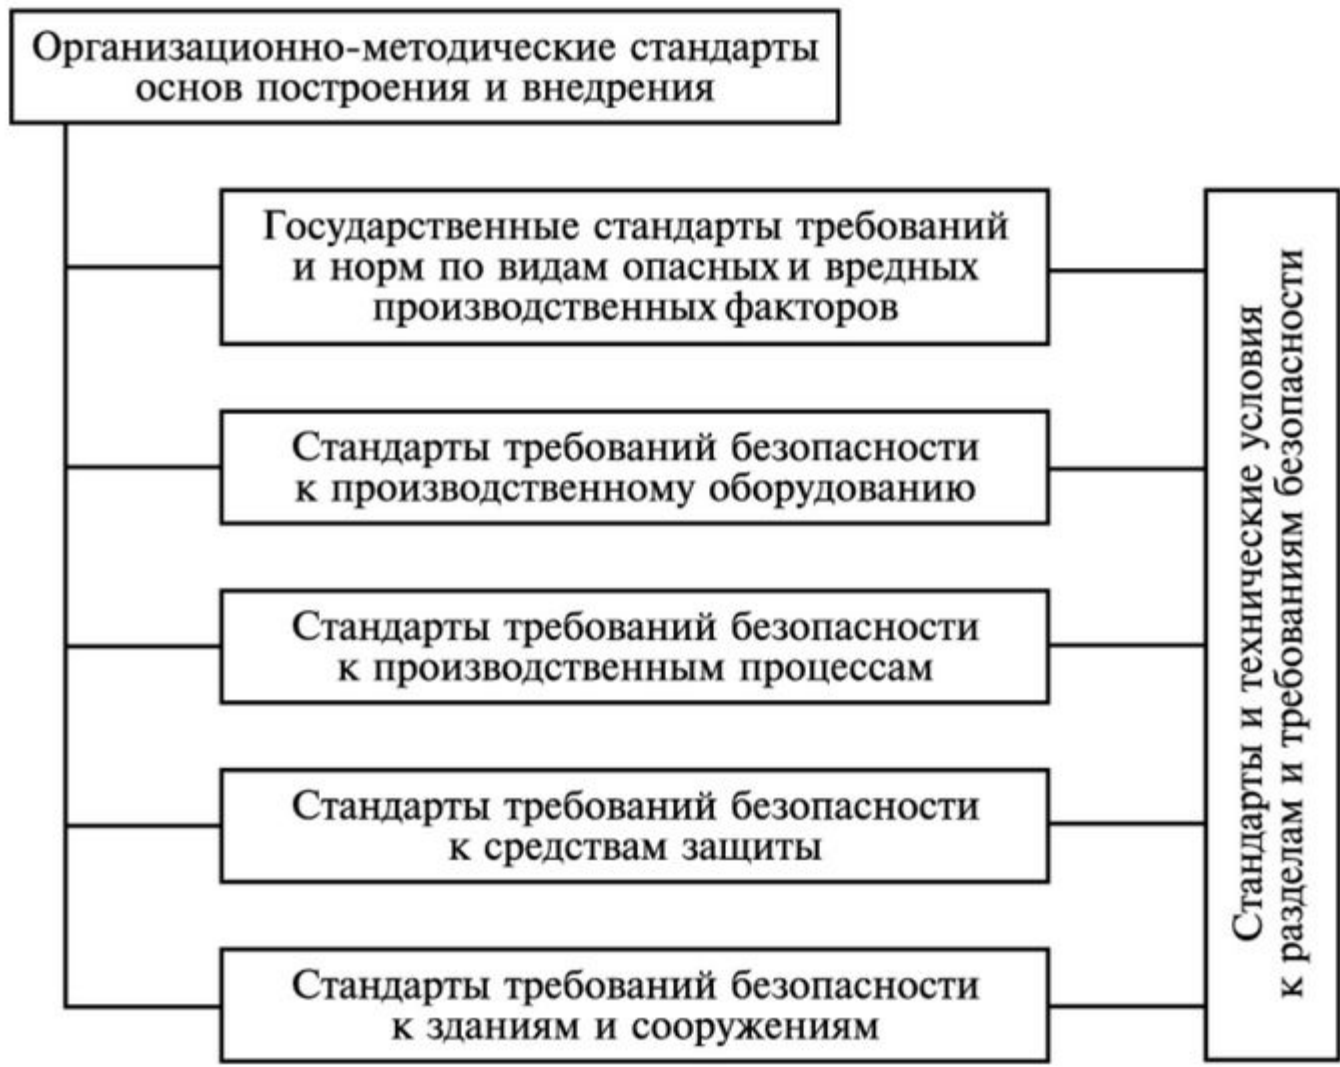 Организационно-методические стандарты
основ построения и внедрения
Государственные стандарты требований
и норм по видам опасных и вредных
производственных факторов
Стандарты требований безопасности
к производственному оборудованию
Стандарты требований безопасности
к производственным процессам
Стандарты требований безопасности
к средствам защиты
Стандарты требований безопасности
к зданиям и сооружениям
Стандарты и технические условия
к разделам и требованиям безопасности